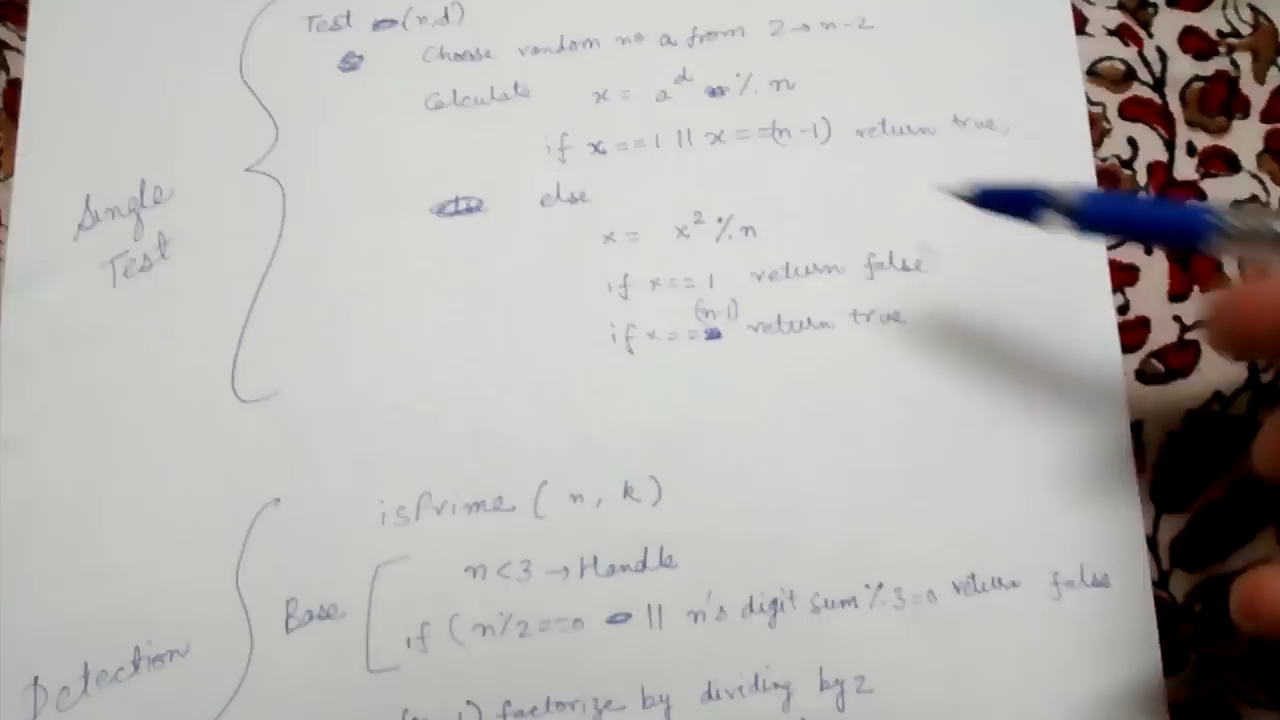 Test (n,d)
Choose random no a from 2→n-2
Calculate x = a^d % n
if x==1 || x==(n-1) return true,
else
x = x² % n
if x==1 return false
if x==(n-1) return true
Single
Test
isPrime (n, k)
n<3 → Handle
Base
if (n%2==0 || n's digit sum%3=0 return false
Detection
factorize by dividing by 2